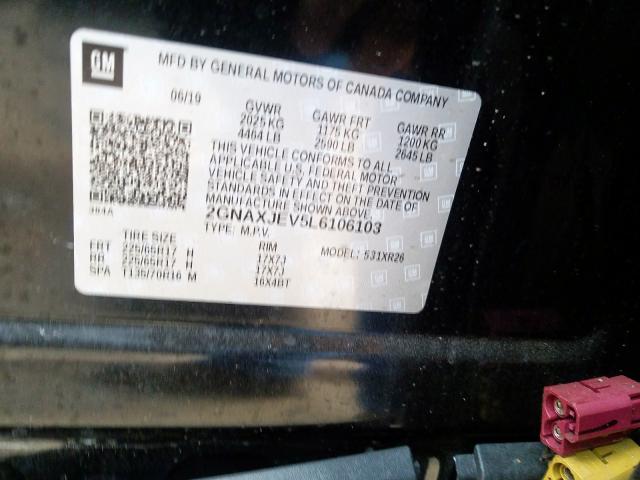 GM
MFD BY GENERAL MOTORS OF CANADA COMPANY
06/19
GVWR GAWR FRT GAWR RR
2025 KG 1175 KG 1200 KG
4464 LB 2590 LB 2645 LB
THIS VEHICLE CONFORMS TO ALL
APPLICABLE U.S. FEDERAL MOTOR
VEHICLE SAFETY AND THEFT PREVENTION
STANDARDS IN EFFECT ON THE DATE OF
MANUFACTURE SHOWN ABOVE.
2GNAXJEV5L6106103
TYPE: M.P.V. MODEL: 531XR26
TIRE SIZE RIM
FRT 225/65R17 H 17X7J
RR 225/65R17 H 17X7J
SPA T135/70R16 M 16X4BT